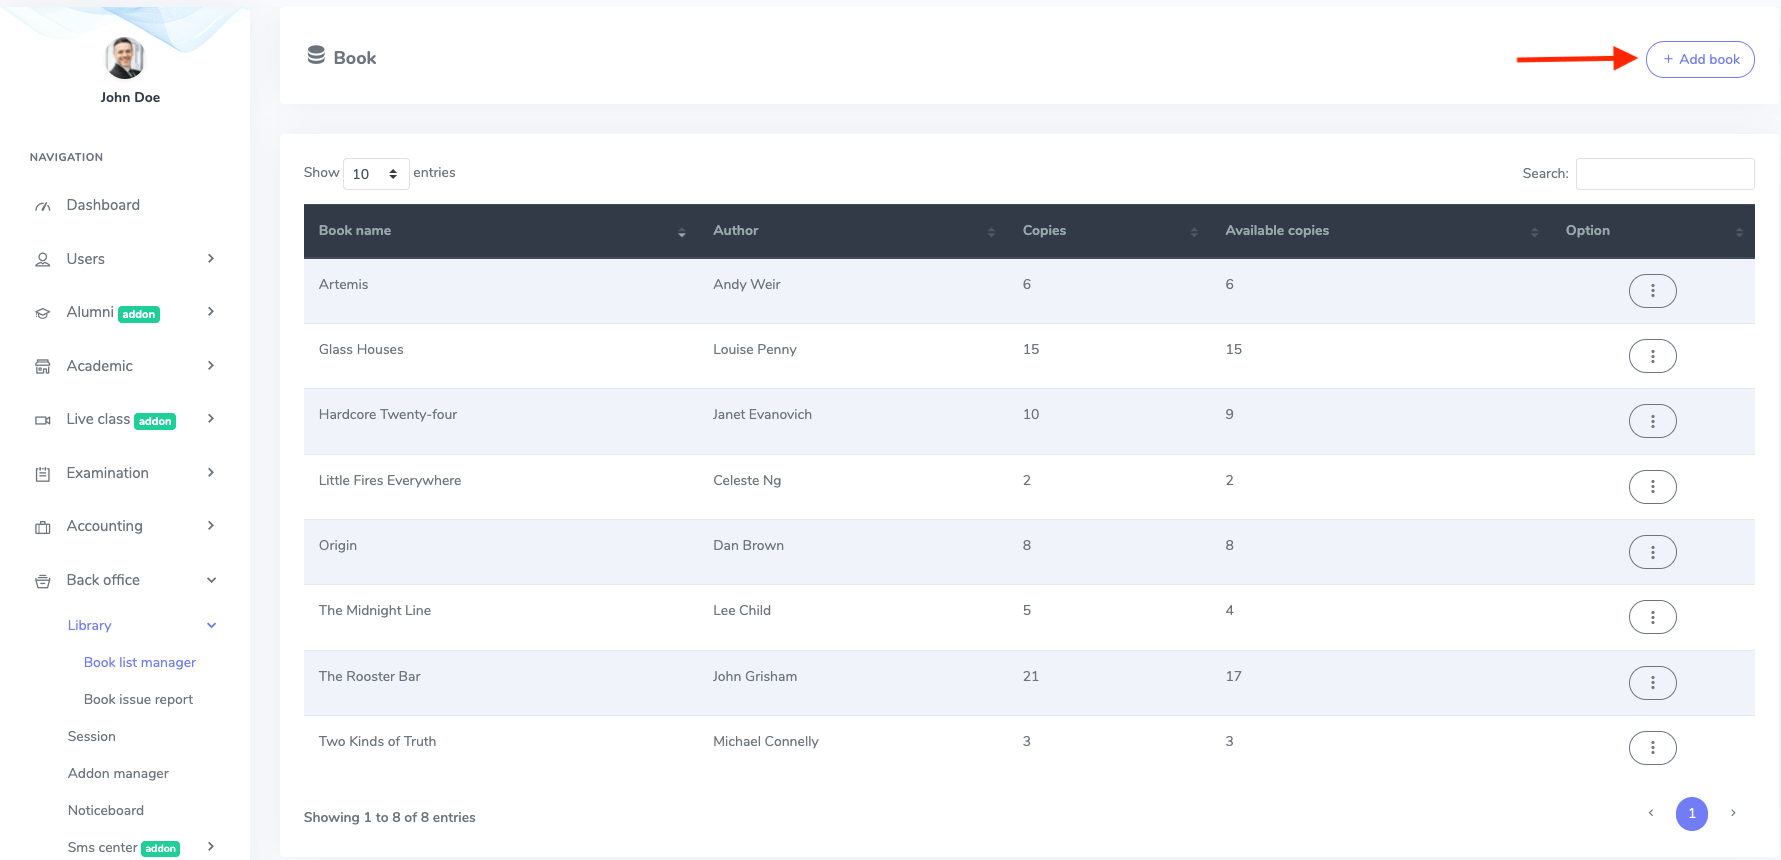 John Doe
NAVIGATION
Dashboard
Users
Alumni addon
Academic
Live class addon
Examination
Accounting
Back office
Library
Book list manager
Book issue report
Session
Addon manager
Noticeboard
Sms center addon
Book
+ Add book
Show 10 entries
Search:
Book name Author Copies Available copies Option
Artemis Andy Weir 6 6
Glass Houses Louise Penny 15 15
Hardcore Twenty-four Janet Evanovich 10 9
Little Fires Everywhere Celeste Ng 2 2
Origin Dan Brown 8 8
The Midnight Line Lee Child 5 4
The Rooster Bar John Grisham 21 17
Two Kinds of Truth Michael Connelly 3 3
Showing 1 to 8 of 8 entries
‹ 1 ›